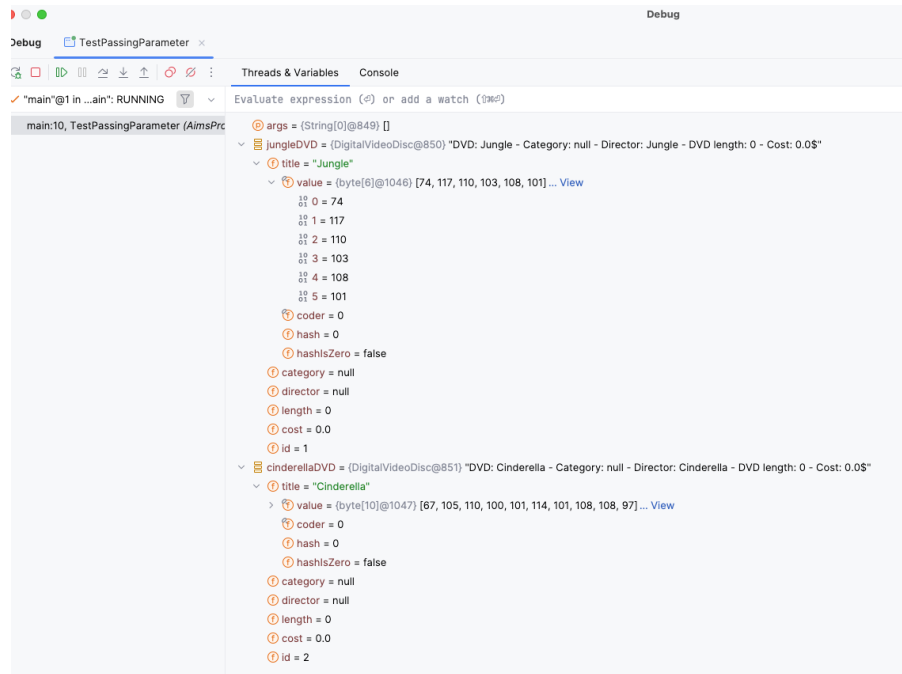 Debug
Debug
TestPassingParameter ×
Threads & Variables Console
"main"@1 in ...ain": RUNNING
Evaluate expression (⏎) or add a watch (⇧⌘⏎)
main:10, TestPassingParameter (AimsPro
args = {String[0]@849} []
jungleDVD = {DigitalVideoDisc@850} "DVD: Jungle - Category: null - Director: Jungle - DVD length: 0 - Cost: 0.0$"
title = "Jungle"
value = {byte[6]@1046} [74, 117, 110, 103, 108, 101] ... View
0 = 74
1 = 117
2 = 110
3 = 103
4 = 108
5 = 101
coder = 0
hash = 0
hashIsZero = false
category = null
director = null
length = 0
cost = 0.0
id = 1
cinderellaDVD = {DigitalVideoDisc@851} "DVD: Cinderella - Category: null - Director: Cinderella - DVD length: 0 - Cost: 0.0$"
title = "Cinderella"
value = {byte[10]@1047} [67, 105, 110, 100, 101, 114, 101, 108, 108, 97] ... View
coder = 0
hash = 0
hashIsZero = false
category = null
director = null
length = 0
cost = 0.0
id = 2